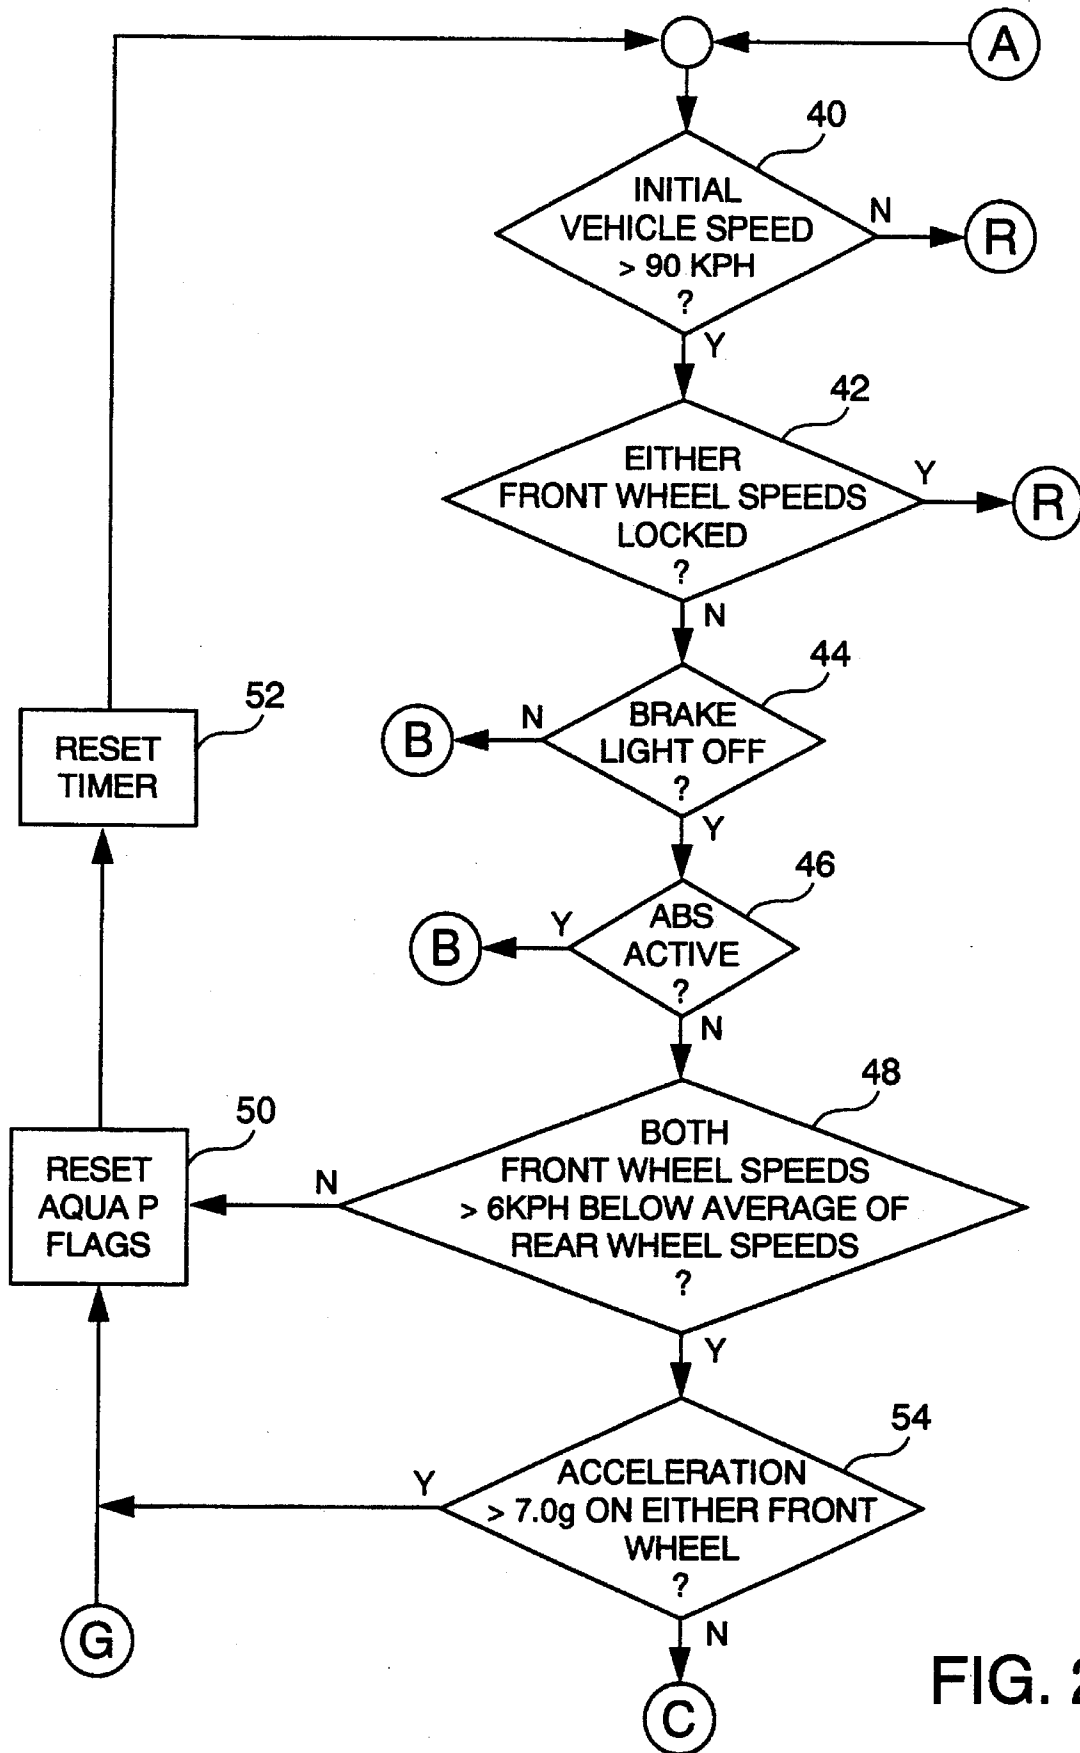 A
40
INITIAL
VEHICLE SPEED
> 90 KPH
?
N
R
Y
42
EITHER
FRONT WHEEL SPEEDS
LOCKED
?
Y
R
N
44
BRAKE
LIGHT OFF
?
N
B
Y
52
RESET
TIMER
46
ABS
ACTIVE
?
Y
B
N
48
BOTH
FRONT WHEEL SPEEDS
> 6KPH BELOW AVERAGE OF
REAR WHEEL SPEEDS
?
N
50
RESET
AQUA P
FLAGS
Y
54
ACCELERATION
> 7.0g ON EITHER FRONT
WHEEL
?
Y
G
N
C
FIG. 2